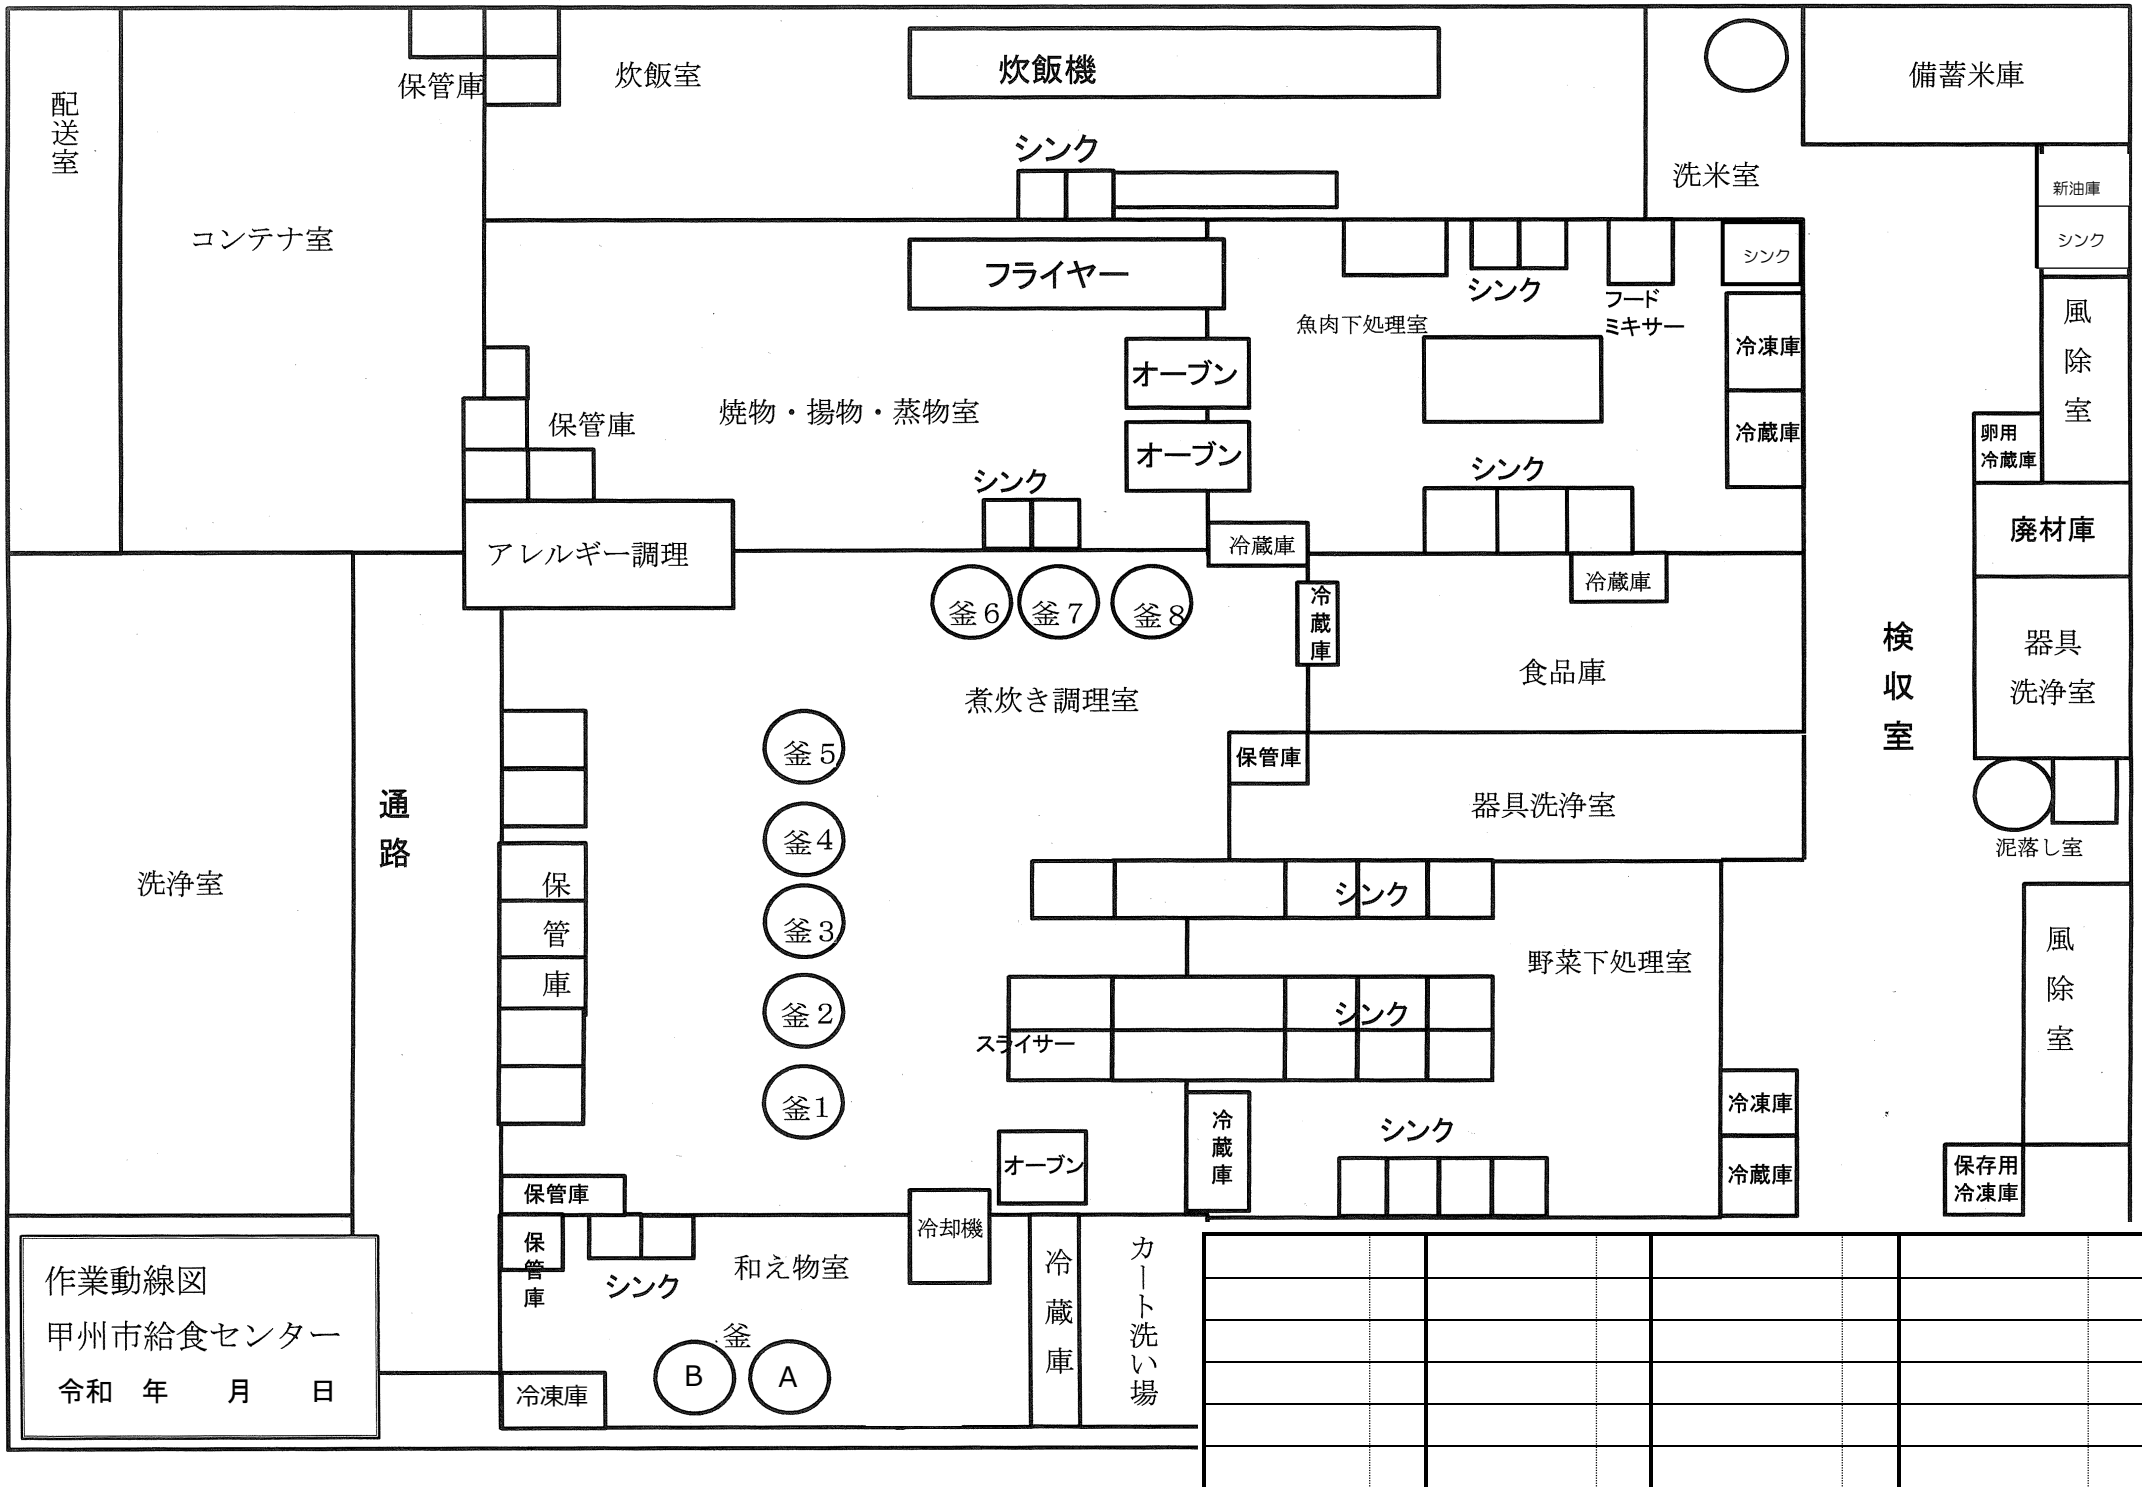 配送室
保管庫
炊飯室
炊飯機
備蓄米庫
シンク
洗米室
新油庫
コンテナ室
シンク
フライヤー
シンク
シンク
フード
ミキサー
魚肉下処理室
風除室
オーブン
冷凍庫
焼物・揚物・蒸物室
保管庫
オーブン
冷蔵庫
卵用
冷蔵庫
シンク
シンク
廃材庫
アレルギー調理
冷蔵庫
冷蔵庫
釜6
釜7
釜8
冷蔵庫
検収室
器具
洗浄室
食品庫
煮炊き調理室
釜5
保管庫
通路
器具洗浄室
釜4
泥落し室
洗浄室
保管庫
シンク
釜3
野菜下処理室
風除室
釜2
シンク
スライサー
釜1
冷凍庫
冷蔵庫
シンク
オーブン
保管庫
冷蔵庫
保存用
冷凍庫
冷却機
保管庫
シンク
和え物室
冷蔵庫
カート洗い場
釜
B
A
冷凍庫
作業動線図
甲州市給食センター
令和 年 月 日